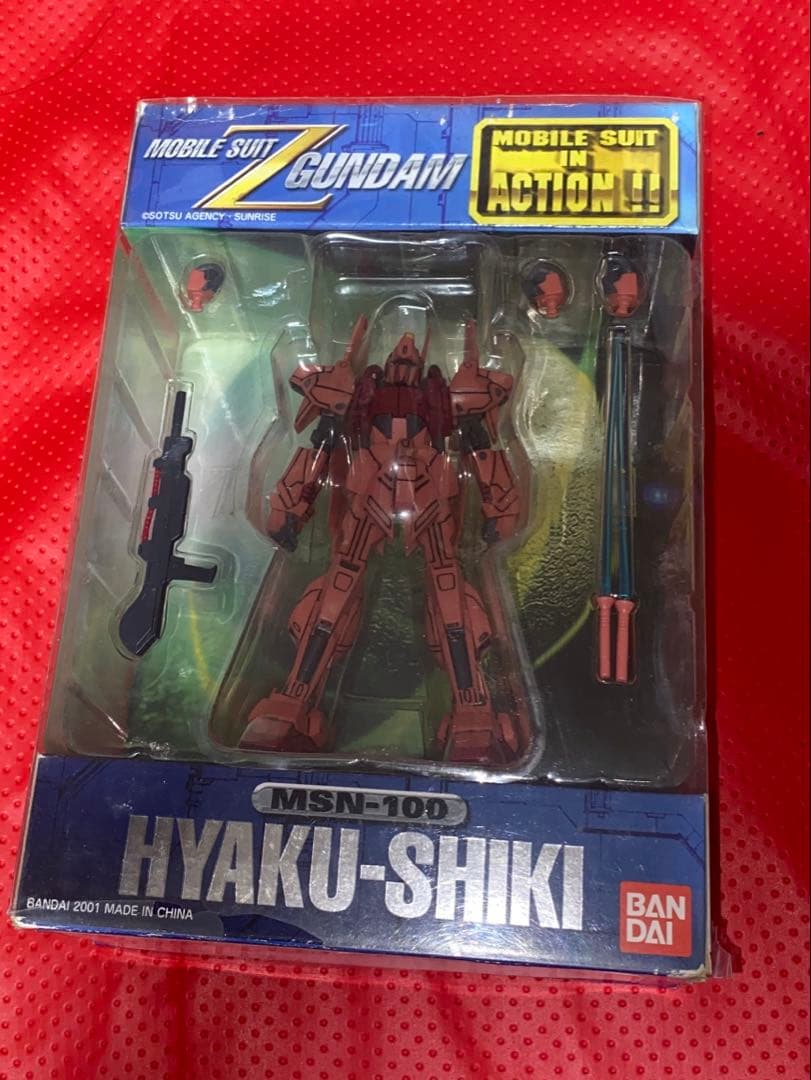 MOBILE SUIT
Z GUNDAM
©SOTSU AGENCY・SUNRISE
MOBILE SUIT
IN
ACTION !!
MSN-100
HYAKU-SHIKI
BANDAI 2001 MADE IN CHINA
BAN
DAI